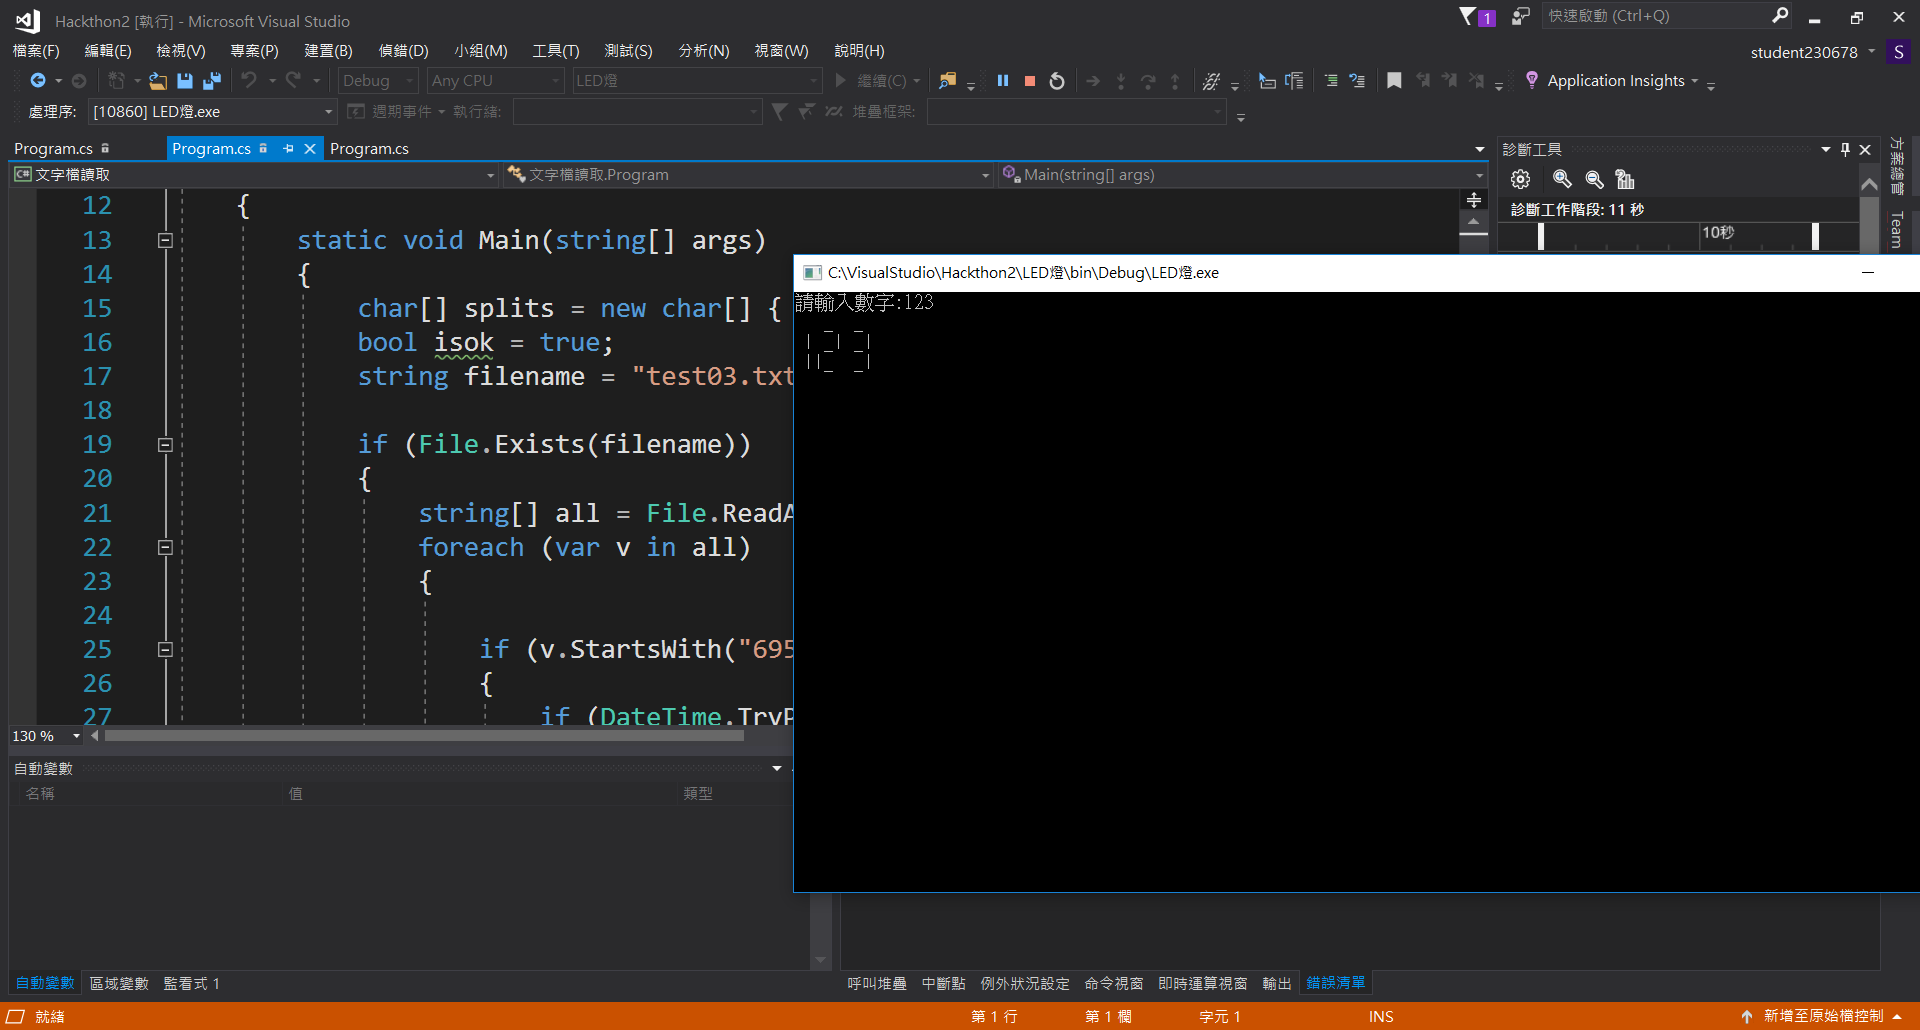 Hackthon2 [執行] - Microsoft Visual Studio
1
快速啟動 (Ctrl+Q)
檔案(F) 編輯(E) 檢視(V) 專案(P) 建置(B) 偵錯(D) 小組(M) 工具(T) 測試(S) 分析(N) 視窗(W) 說明(H)
student230678 S
Debug Any CPU LED燈 繼續(C) Application Insights
處理序: [10860] LED燈.exe 週期事件 執行緒: 堆疊框架:
Program.cs Program.cs Program.cs
文字檔讀取 文字檔讀取.Program Main(string[] args)
診斷工具
診斷工作階段: 11 秒
10秒
方案總管
Team
12 {
13 static void Main(string[] args)
14 {
15 char[] splits = new char[] {
16 bool isok = true;
17 string filename = "test03.txt
18
19 if (File.Exists(filename))
20 {
21 string[] all = File.ReadA
22 foreach (var v in all)
23 {
24
25 if (v.StartsWith("695
26 {
27 if (DateTime.TryP
C:\VisualStudio\Hackthon2\LED燈\bin\Debug\LED燈.exe
請輸入數字:123
130 %
自動變數
名稱 值 類型
自動變數 區域變數 監看式 1
呼叫堆疊 中斷點 例外狀況設定 命令視窗 即時運算視窗 輸出 錯誤清單
就緒 第 1 行 第 1 欄 字元 1 INS 新增至原始檔控制